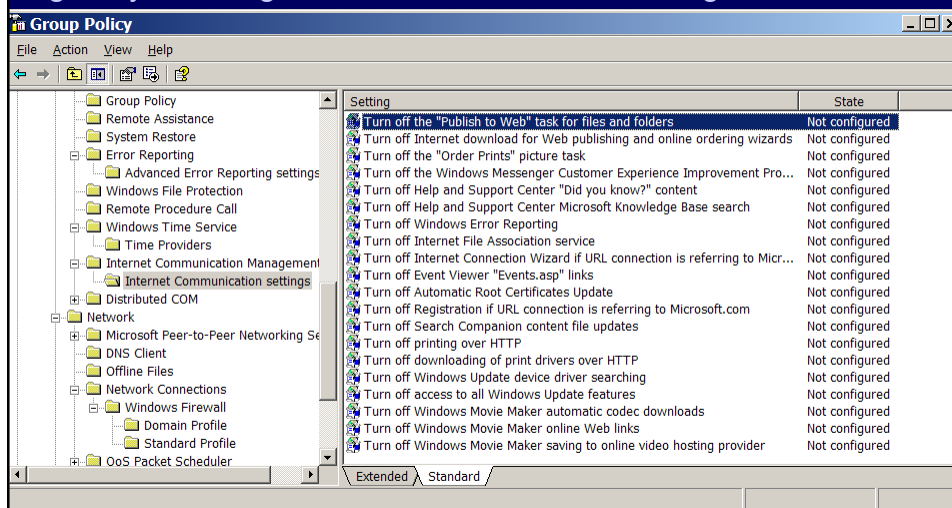 Group Policy
File Action View Help
Group Policy
Remote Assistance
System Restore
Error Reporting
Advanced Error Reporting settings
Windows File Protection
Remote Procedure Call
Windows Time Service
Time Providers
Internet Communication Management
Internet Communication settings
Distributed COM
Network
Microsoft Peer-to-Peer Networking Se
DNS Client
Offline Files
Network Connections
Windows Firewall
Domain Profile
Standard Profile
QoS Packet Scheduler
Setting State
Turn off the "Publish to Web" task for files and folders Not configured
Turn off Internet download for Web publishing and online ordering wizards Not configured
Turn off the "Order Prints" picture task Not configured
Turn off the Windows Messenger Customer Experience Improvement Pro... Not configured
Turn off Help and Support Center "Did you know?" content Not configured
Turn off Help and Support Center Microsoft Knowledge Base search Not configured
Turn off Windows Error Reporting Not configured
Turn off Internet File Association service Not configured
Turn off Internet Connection Wizard if URL connection is referring to Micr... Not configured
Turn off Event Viewer "Events.asp" links Not configured
Turn off Automatic Root Certificates Update Not configured
Turn off Registration if URL connection is referring to Microsoft.com Not configured
Turn off Search Companion content file updates Not configured
Turn off printing over HTTP Not configured
Turn off downloading of print drivers over HTTP Not configured
Turn off Windows Update device driver searching Not configured
Turn off access to all Windows Update features Not configured
Turn off Windows Movie Maker automatic codec downloads Not configured
Turn off Windows Movie Maker online Web links Not configured
Turn off Windows Movie Maker saving to online video hosting provider Not configured
Extended Standard